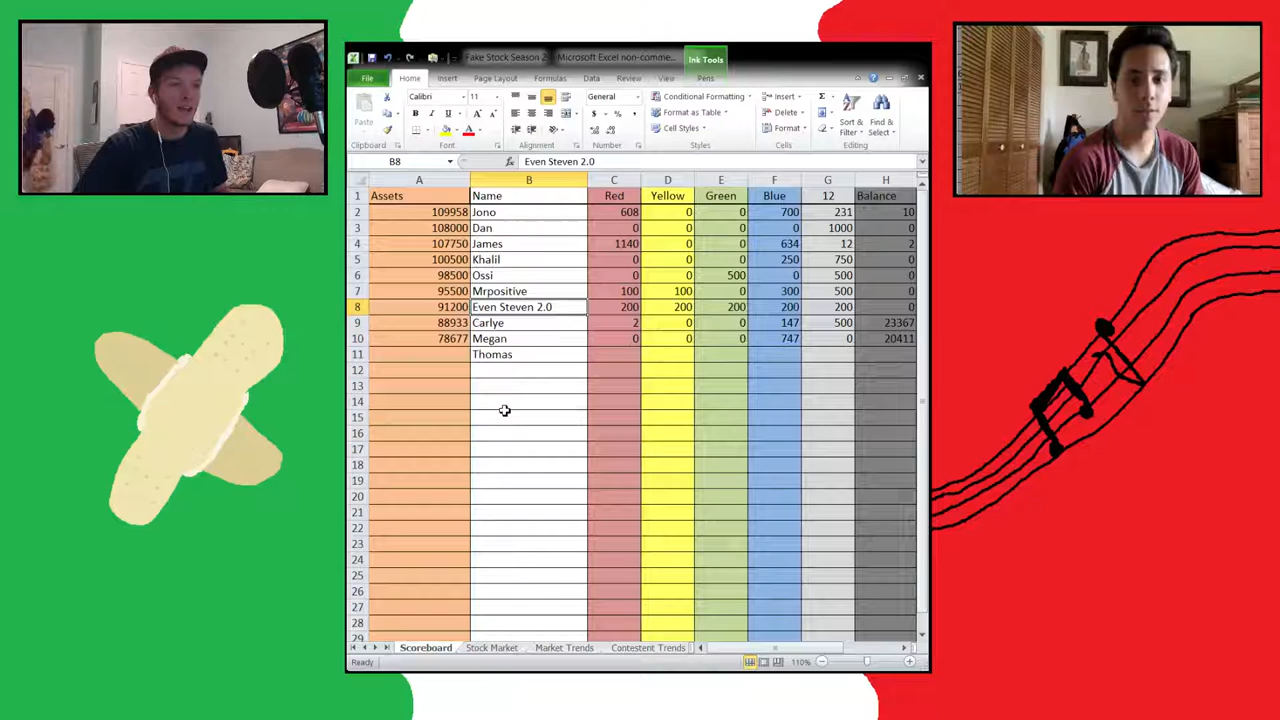 Fake Stock Season 2 - Microsoft Excel non-comme...
Ink Tools
File Home Insert Page Layout Formulas Data Review View Pens
Paste
Calibri 11
B I U
General
$ % ,
Conditional Formatting
Format as Table
Cell Styles
Insert
Delete
Format
Σ
Sort & Filter
Find & Select
Clipboard Font Alignment Number Styles Cells Editing
B8 fx Even Steven 2.0
A B C D E F G H
1 Assets Name Red Yellow Green Blue 12 Balance
2 109958 Jono 608 0 0 700 231 10
3 108000 Dan 0 0 0 0 1000 0
4 107750 James 1140 0 0 634 12 2
5 100500 Khalil 0 0 0 250 750 0
6 98500 Ossi 0 0 500 0 500 0
7 95500 Mrpositive 100 100 0 300 500 0
8 91200 Even Steven 2.0 200 200 200 200 200 0
9 88933 Carlye 2 0 0 147 500 23367
10 78677 Megan 0 0 0 747 0 20411
11 Thomas
12
13
14
15
16
17
18
19
20
21
22
23
24
25
26
27
28
29
Scoreboard Stock Market Market Trends Contestent Trends
Ready 110%